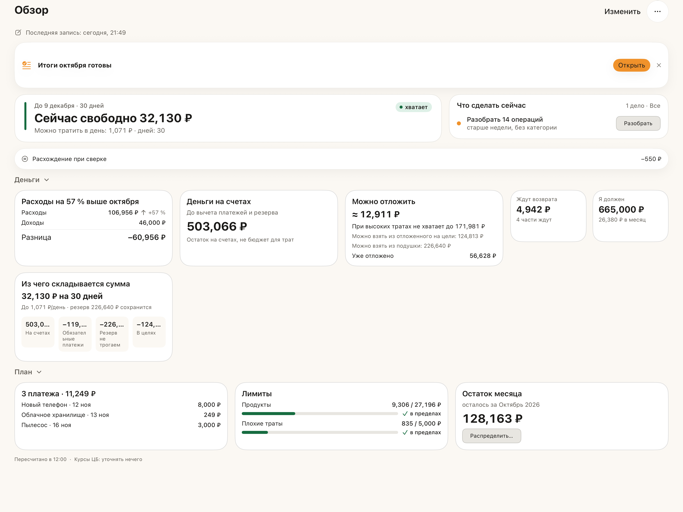 Обзор
Изменить
Последняя запись: сегодня, 21:49
Итоги октября готовы
Открыть
До 9 декабря · 30 дней
хватает
Сейчас свободно 32,130 ₽
Можно тратить в день: 1,071 ₽ · дней: 30
Что сделать сейчас
1 дело · Все
Разобрать 14 операций
старше недели, без категории
Разобрать
Расхождение при сверке
−550 ₽
Деньги
Расходы на 57 % выше октября
Расходы 106,956 ₽ ↑ +57 %
Доходы 46,000 ₽
Разница −60,956 ₽
Деньги на счетах
До вычета платежей и резерва
503,066 ₽
Остаток на счетах, не бюджет для трат
Можно отложить
≈ 12,911 ₽
При высоких тратах не хватает до 171,981 ₽
Можно взять из отложенного на цели: 124,813 ₽
Можно взять из подушки: 226,640 ₽
Уже отложено 56,628 ₽
Ждут возврата
4,942 ₽
4 части ждут
Я должен
665,000 ₽
26,380 ₽ в месяц
Из чего складывается сумма
32,130 ₽ на 30 дней
До 1,071 ₽/день · резерв 226,640 ₽ сохранится
503,0...
На счетах
−119,...
Обязател
ьные
платежи
−226,...
Резерв
не
трогаем
−124,...
В целях
План
3 платежа · 11,249 ₽
Новый телефон · 12 ноя 8,000 ₽
Облачное хранилище · 13 ноя 249 ₽
Пылесос · 16 ноя 3,000 ₽
Лимиты
Продукты 9,306 / 27,196 ₽
✓ в пределах
Плохие траты 835 / 5,000 ₽
✓ в пределах
Остаток месяца
осталось за Октябрь 2026
128,163 ₽
Распределить...
Пересчитано в 12:00 · Курсы ЦБ: уточнять нечего